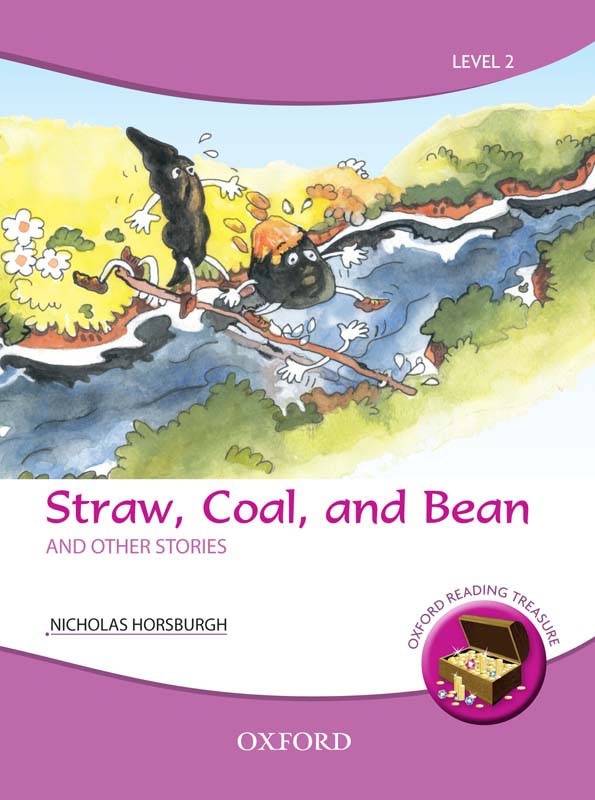 LEVEL 2
Straw, Coal, and Bean
AND OTHER STORIES
NICHOLAS HORSBURGH
OXFORD READING TREASURE
OXFORD